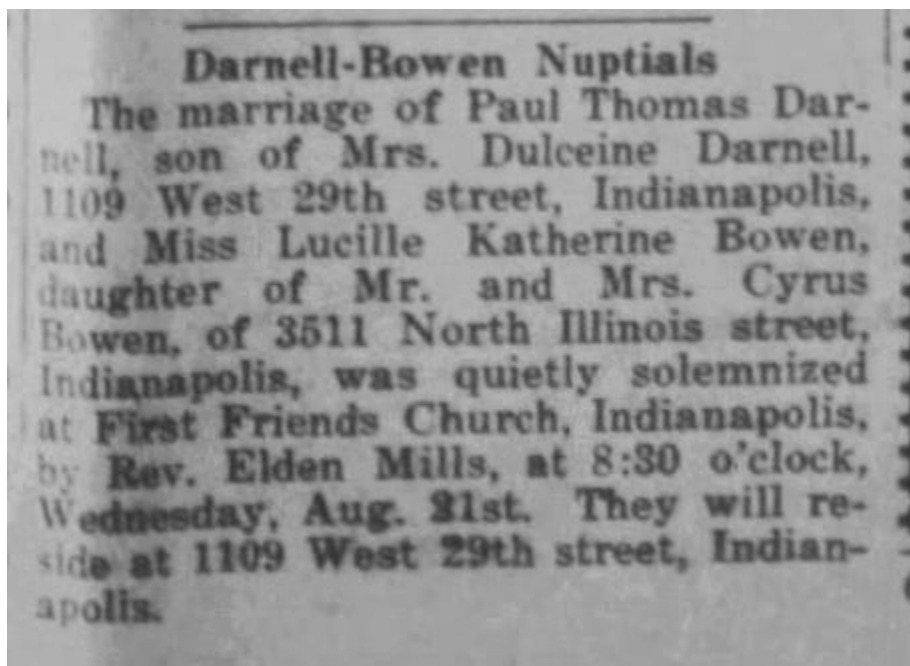 Darnell-Bowen Nuptials
The marriage of Paul Thomas Dar-
nell, son of Mrs. Dulceine Darnell,
1109 West 29th street, Indianapolis,
and Miss Lucille Katherine Bowen,
daughter of Mr. and Mrs. Cyrus
Bowen, of 3511 North Illinois street,
Indianapolis, was quietly solemnized
at First Friends Church, Indianapolis,
by Rev. Elden Mills, at 8:30 o'clock,
Wednesday, Aug. 21st. They will re-
side at 1109 West 29th street, Indian-
apolis.